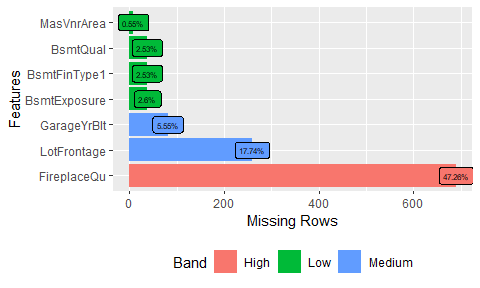 MasVnrArea 0.55%
BsmtQual 2.53%
BsmtFinType1 2.53%
BsmtExposure 2.6%
GarageYrBlt 5.55%
LotFrontage 17.74%
FireplaceQu 47.26%
Features
0 200 400 600
Missing Rows
Band High Low Medium